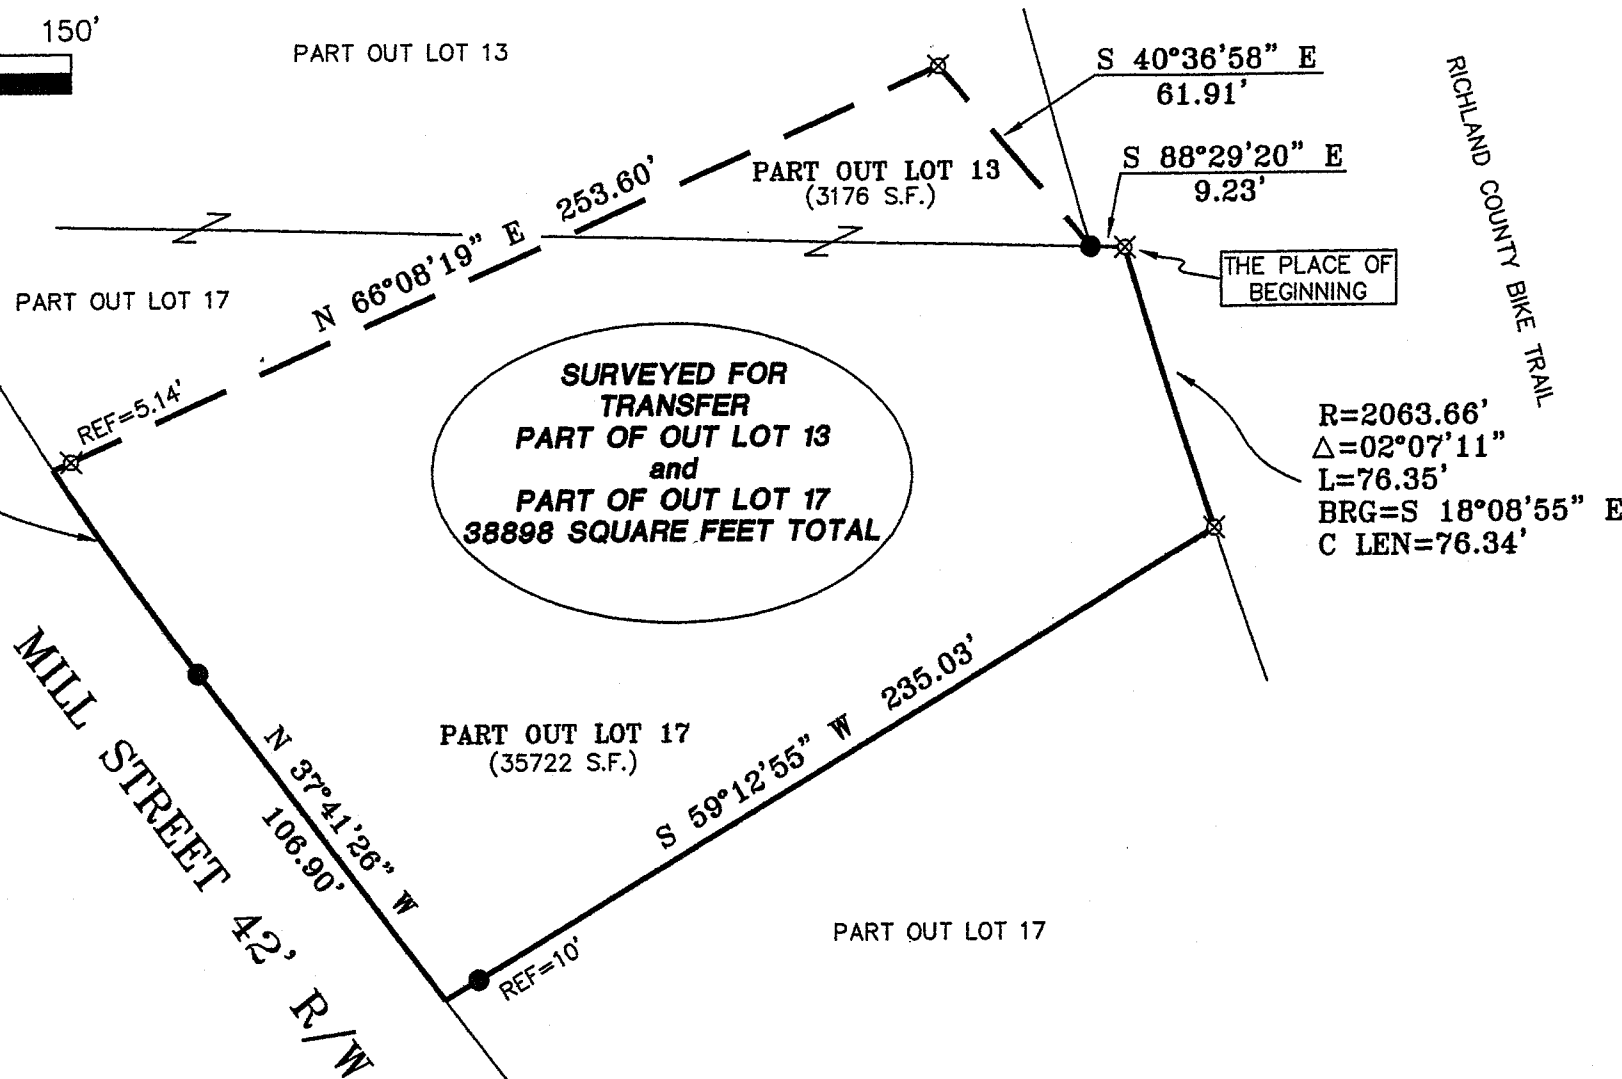 150'
PART OUT LOT 13
S 40°36'58" E
61.91'
RICHLAND COUNTY BIKE TRAIL
S 88°29'20" E
9.23'
PART OUT LOT 13
(3176 S.F.)
N 66°08'19" E 253.60'
THE PLACE OF
BEGINNING
PART OUT LOT 17
REF=5.14'
SURVEYED FOR
TRANSFER
PART OF OUT LOT 13
and
PART OF OUT LOT 17
38898 SQUARE FEET TOTAL
R=2063.66'
△=02°07'11"
L=76.35'
BRG=S 18°08'55" E
C LEN=76.34'
MILL STREET 42' R/W
N 37°41'26" W
106.90'
PART OUT LOT 17
(35722 S.F.)
S 59°12'55" W 235.03'
REF=10'
PART OUT LOT 17